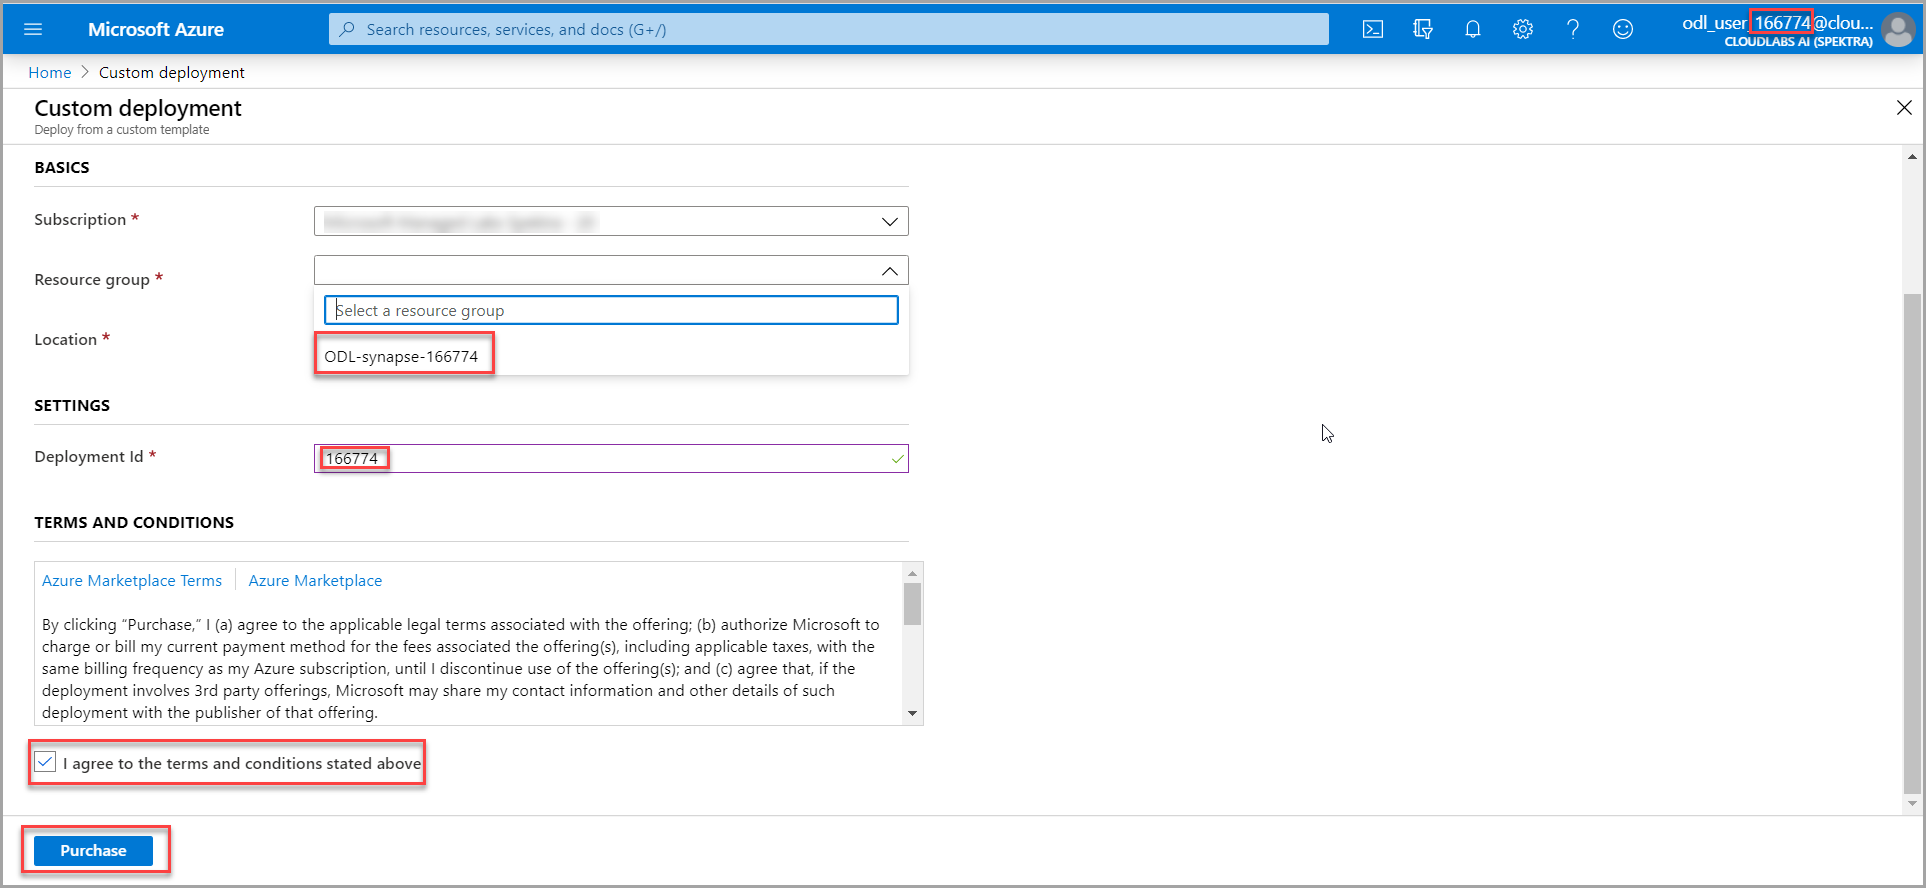 Microsoft Azure
Search resources, services, and docs (G+/)
odl_user_166774@clou...
CLOUDLABS AI (SPEKTRA)
Home > Custom deployment
Custom deployment
Deploy from a custom template
BASICS
Subscription *
Resource group *
Select a resource group
Location *
ODL-synapse-166774
SETTINGS
Deployment Id *
166774
TERMS AND CONDITIONS
Azure Marketplace Terms | Azure Marketplace
By clicking “Purchase,” I (a) agree to the applicable legal terms associated with the offering; (b) authorize Microsoft to
charge or bill my current payment method for the fees associated the offering(s), including applicable taxes, with the
same billing frequency as my Azure subscription, until I discontinue use of the offering(s); and (c) agree that, if the
deployment involves 3rd party offerings, Microsoft may share my contact information and other details of such
deployment with the publisher of that offering.
I agree to the terms and conditions stated above
Purchase